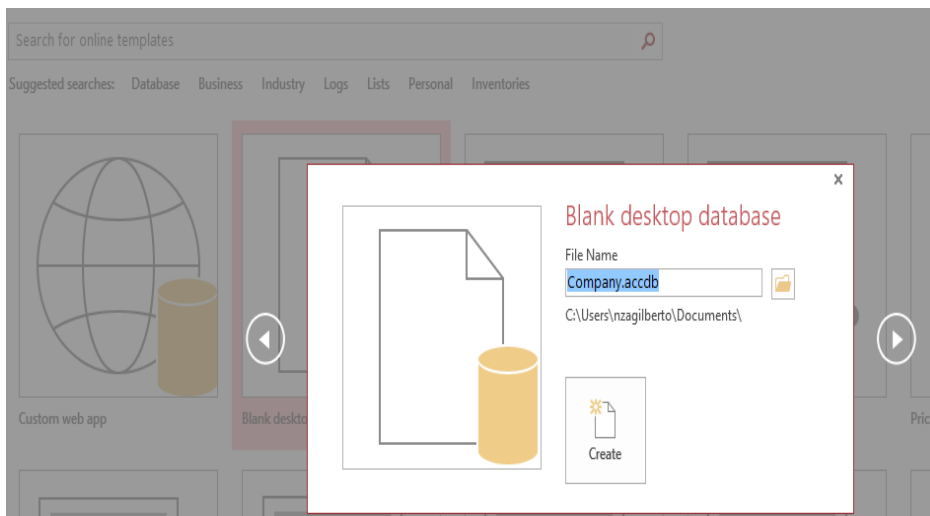 Search for online templates
Suggested searches: Database Business Industry Logs Lists Personal Inventories
Custom web app
Blank deskto
Pric
x
Blank desktop database
File Name
Company.accdb
C:\Users\nzagilberto\Documents\
Create